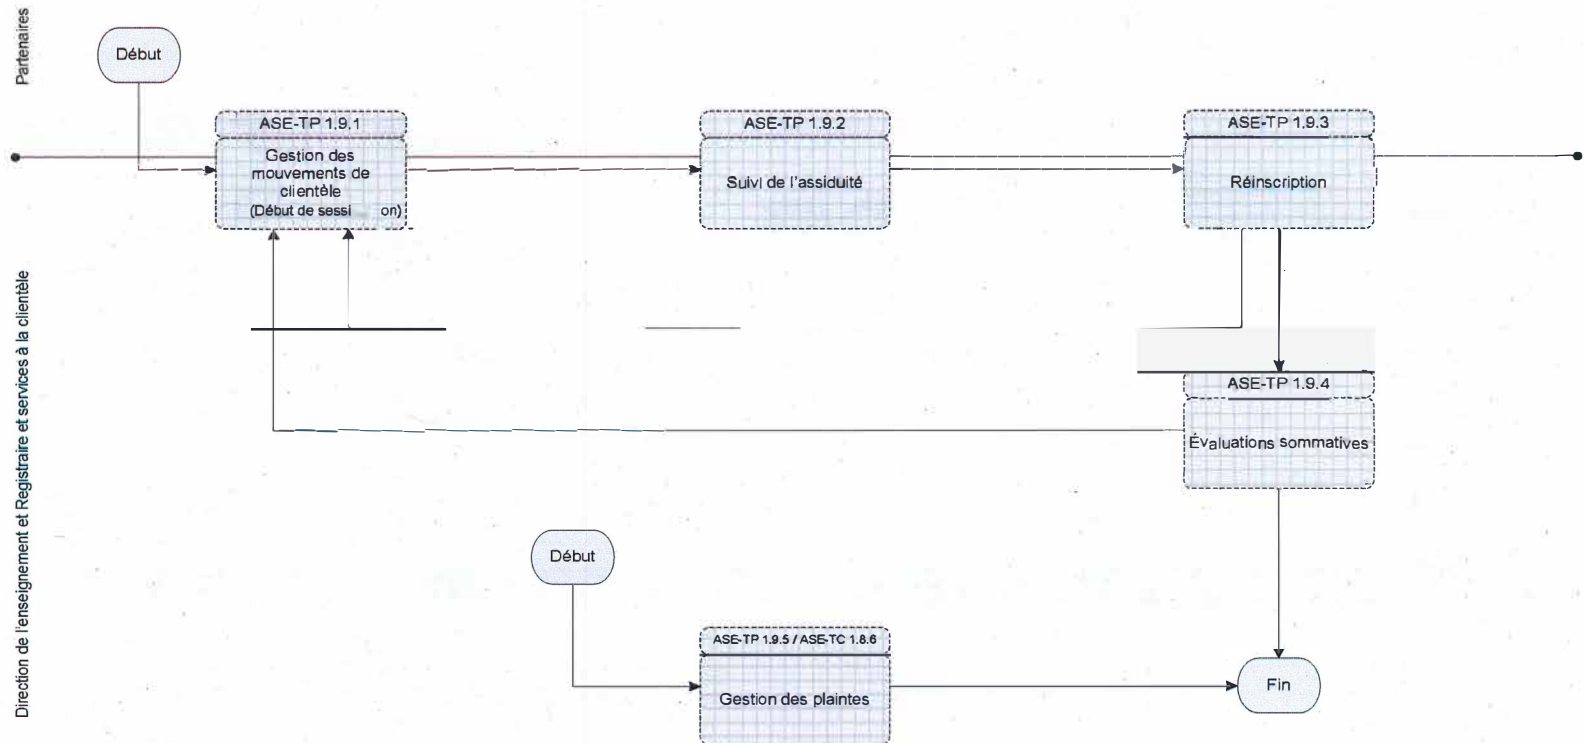 Partenaires
Début
ASE-TP 1.9.1
Gestion des
mouvements de
clientèle
(Début de sessi on)
ASE-TP 1.9.2
Suivi de l'assiduité
ASE-TP 1.9.3
Réinscription
Direction de l'enseignement et Registraire et services à la clientèle
ASE-TP 1.9.4
Évaluations sommatives
Début
ASE-TP 1.9.5 / ASE-TC 1.8.6
Gestion des plaintes
Fin